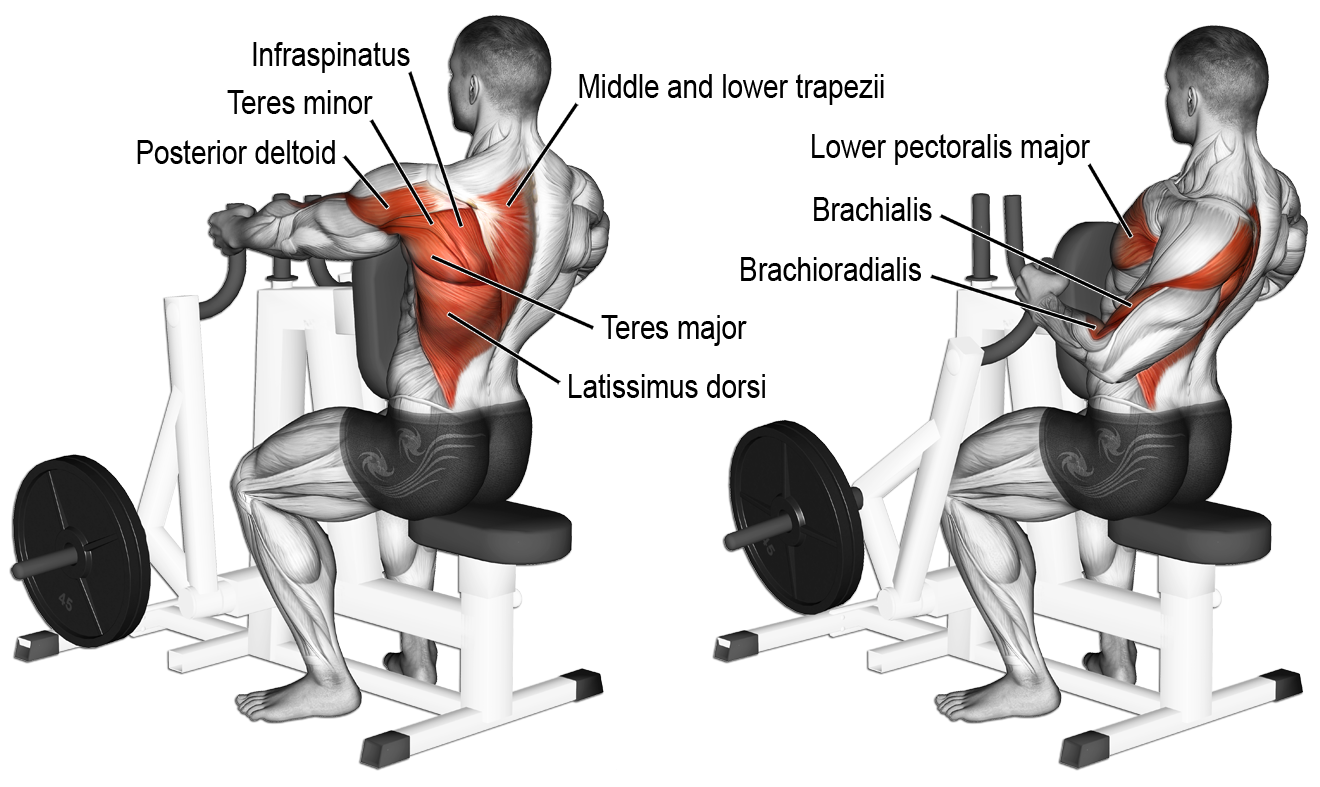 Infraspinatus
Teres minor
Posterior deltoid
Middle and lower trapezii
Teres major
Latissimus dorsi
45
Lower pectoralis major
Brachialis
Brachioradialis